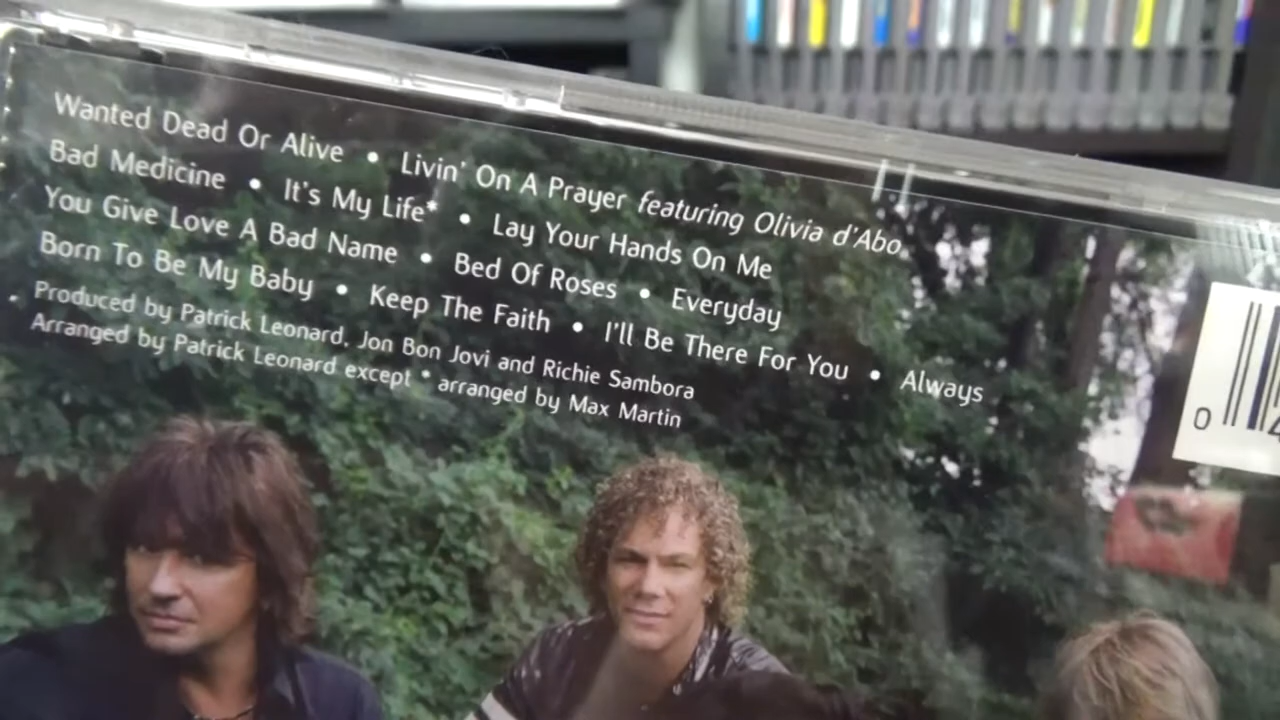 Wanted Dead Or Alive • Livin' On A Prayer featuring Olivia d'Abo
Bad Medicine • It's My Life* • Lay Your Hands On Me
You Give Love A Bad Name • Bed Of Roses • Everyday
Born To Be My Baby • Keep The Faith • I'll Be There For You • Always
Produced by Patrick Leonard, Jon Bon Jovi and Richie Sambora
Arranged by Patrick Leonard except * arranged by Max Martin
0